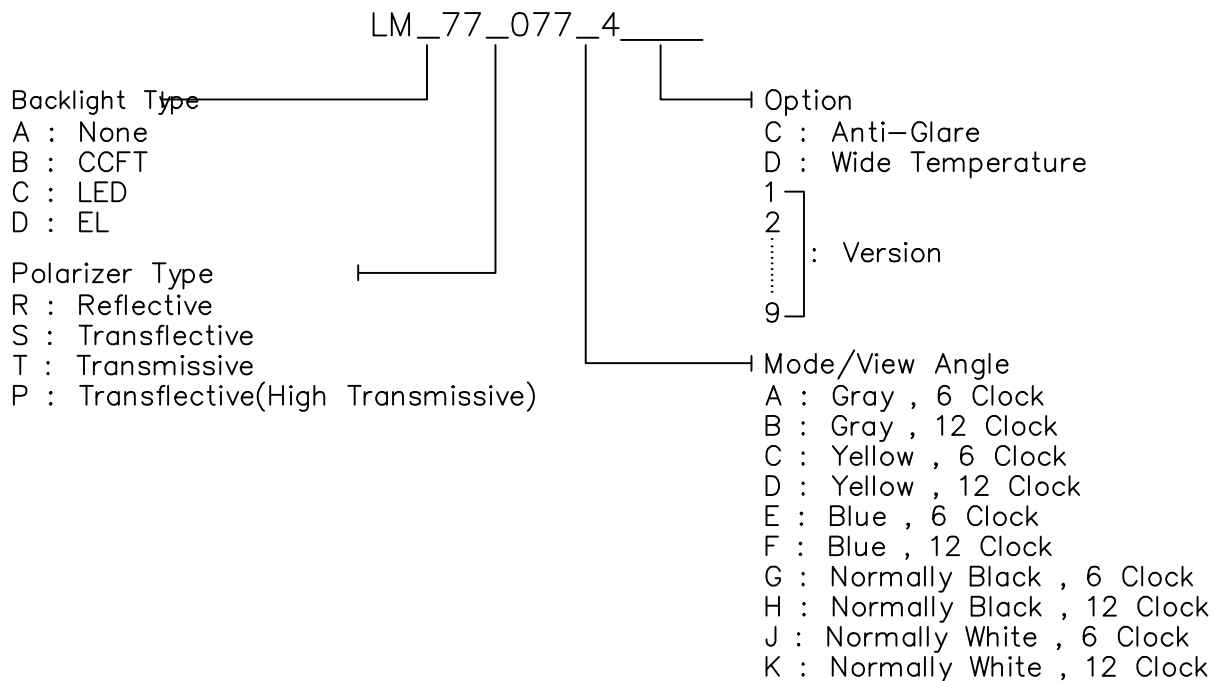 LM_77_077_4____
Backlight Type
A : None
B : CCFT
C : LED
D : EL
Polarizer Type
R : Reflective
S : Transflective
T : Transmissive
P : Transflective(High Transmissive)
Option
C : Anti-Glare
D : Wide Temperature
1
2
: Version
9
Mode/View Angle
A : Gray , 6 Clock
B : Gray , 12 Clock
C : Yellow , 6 Clock
D : Yellow , 12 Clock
E : Blue , 6 Clock
F : Blue , 12 Clock
G : Normally Black , 6 Clock
H : Normally Black , 12 Clock
J : Normally White , 6 Clock
K : Normally White , 12 Clock